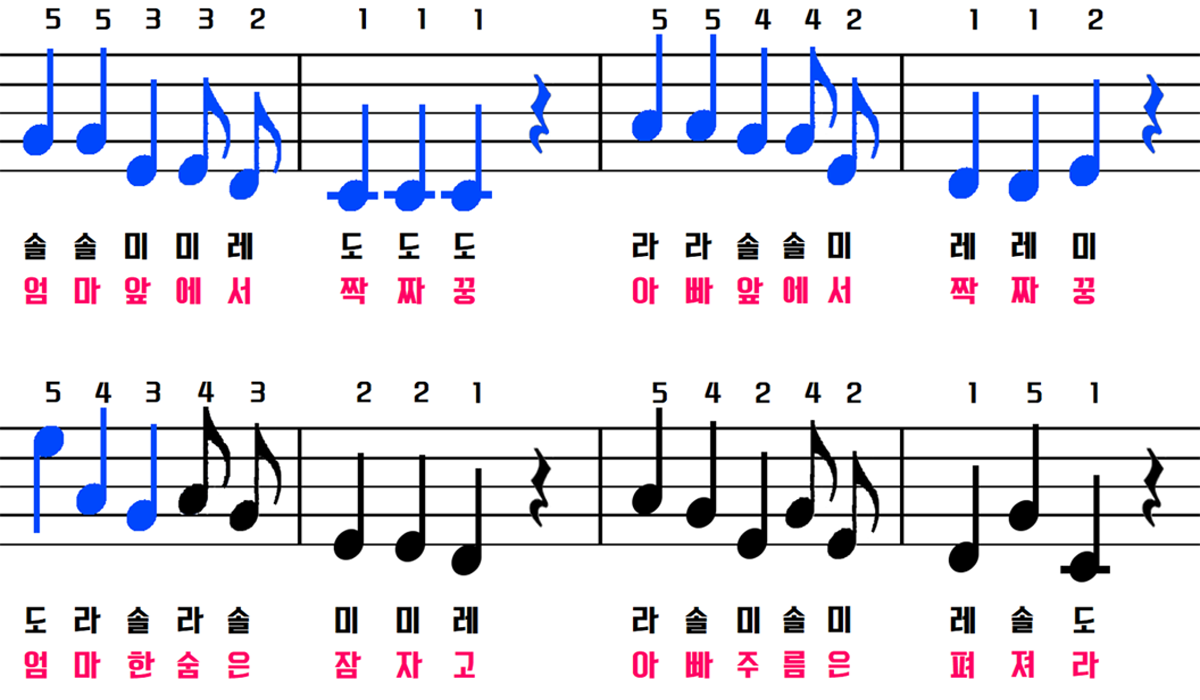 5 5 3 3 2 1 1 1 5 5 4 4 2 1 1 2
솔 솔 미 미 레 도 도 도 라 라 솔 솔 미 레 레 미
엄 마 앞 에 서 짝 짜 꿍 아 빠 앞 에 서 짝 짜 꿍
5 4 3 4 3 2 2 1 5 4 2 4 2 1 5 1
도 라 솔 라 솔 미 미 레 라 솔 미 솔 미 레 솔 도
엄 마 한 숨 은 잠 자 고 아 빠 주 름 은 펴 져 라